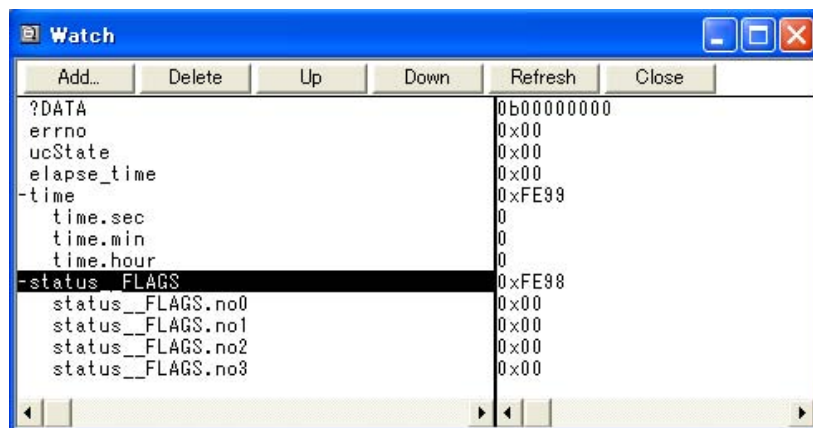 Watch
Add... Delete Up Down Refresh Close
?DATA 0b00000000
errno 0x00
ucState 0x00
elapse_time 0x00
-time 0xFE99
time.sec 0
time.min 0
time.hour 0
-status__FLAGS 0xFE98
status__FLAGS.no0 0x00
status__FLAGS.no1 0x00
status__FLAGS.no2 0x00
status__FLAGS.no3 0x00